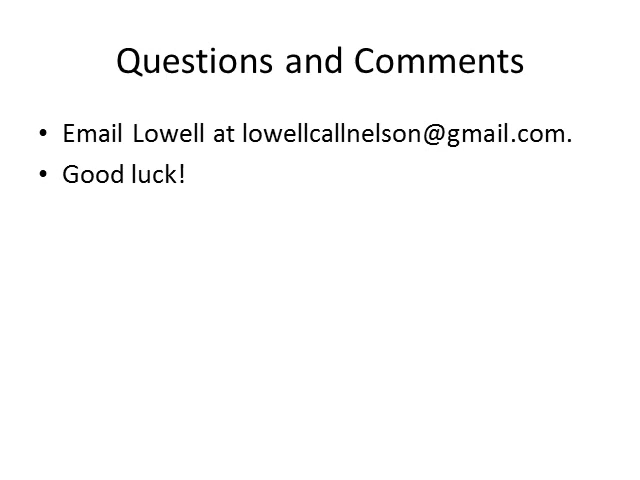 Questions and Comments
• Email Lowell at lowellcallnelson@gmail.com.
• Good luck!